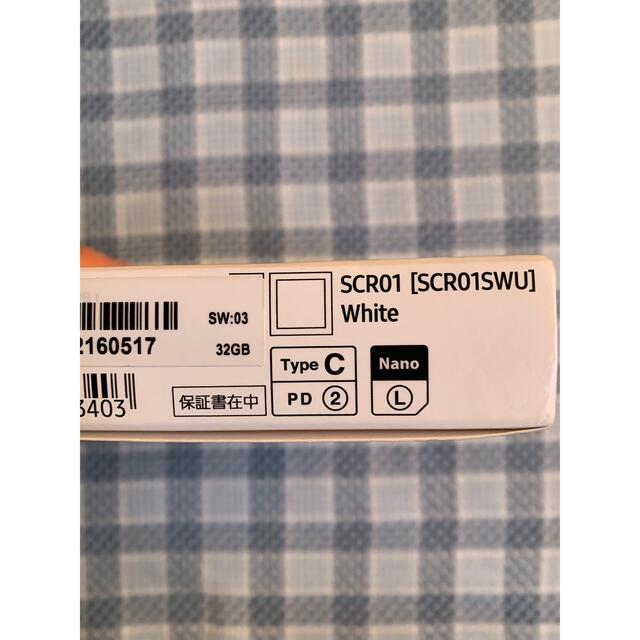 SCR01 [SCR01SWU]
White
SW:03
2160517
32GB
Type C
PD ②
Nano
L
3403
保証書在中